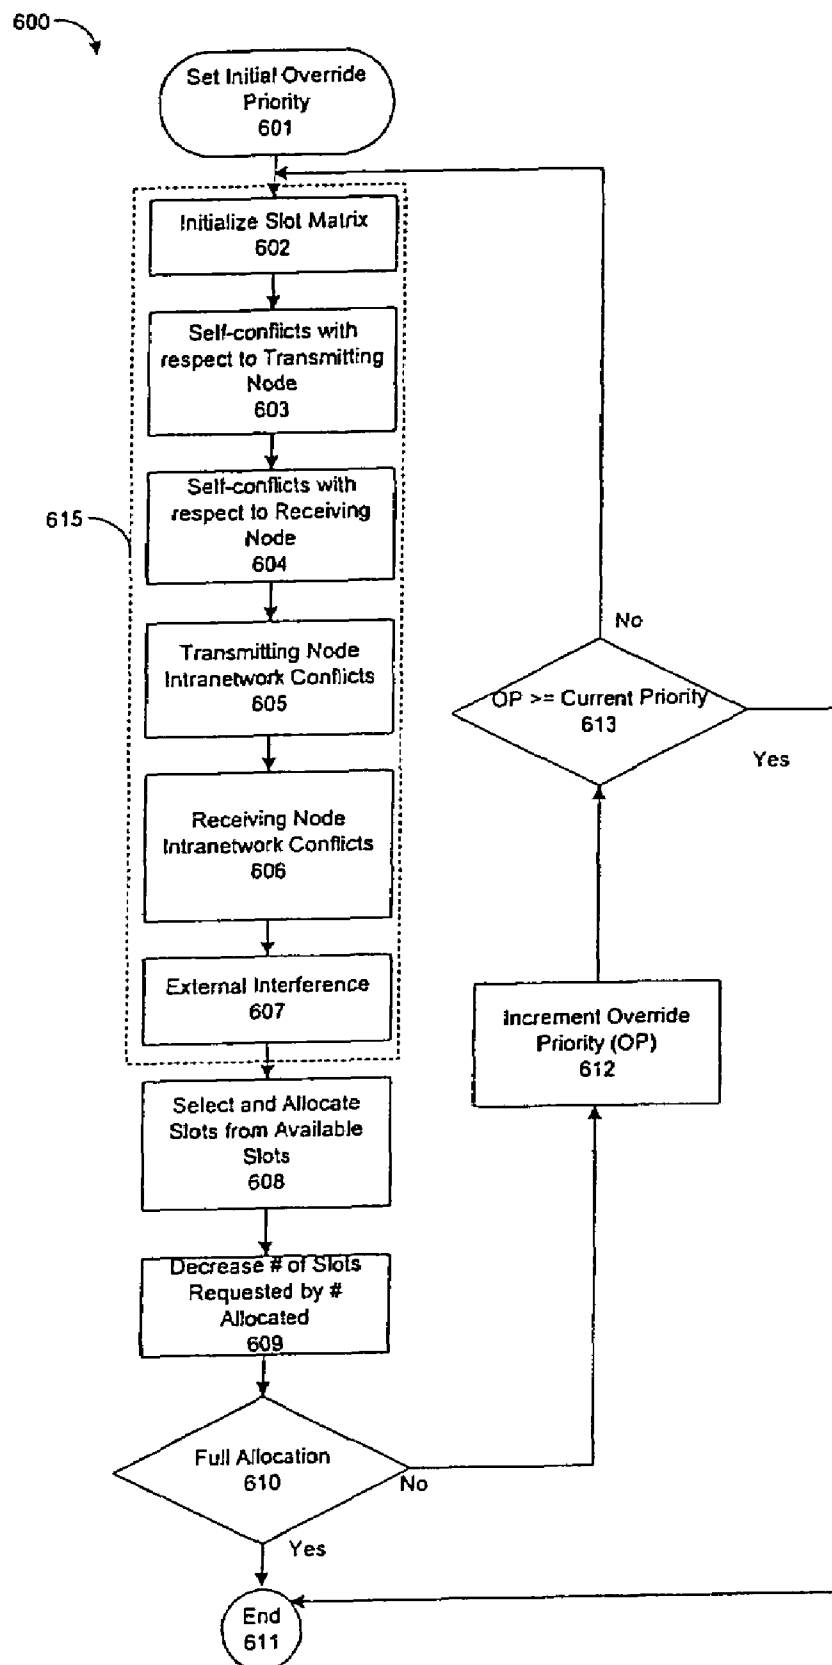 600
Set Initial Override
Priority
601
Initialize Slot Matrix
602
Self-conflicts with
respect to Transmitting
Node
603
Self-conflicts with
respect to Receiving
Node
604
615
Transmitting Node
Intranetwork Conflicts
605
Receiving Node
Intranetwork Conflicts
606
External Interference
607
Select and Allocate
Slots from Available
Slots
608
Decrease # of Slots
Requested by #
Allocated
609
Full Allocation
610
No
Yes
End
611
Increment Override
Priority (OP)
612
OP >= Current Priority
613
No
Yes